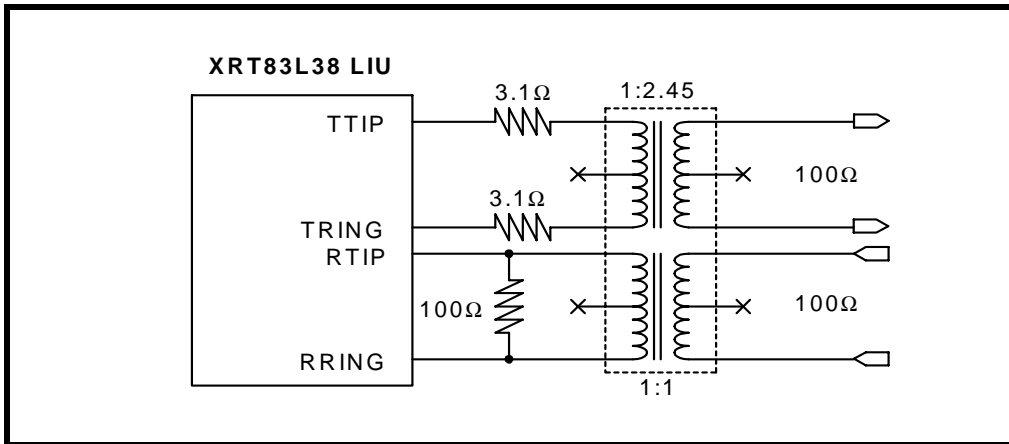 XRT83L38 LIU
3.1Ω
1:2.45
TTIP
100Ω
3.1Ω
TRING
RTIP
100Ω
100Ω
RRING
1:1